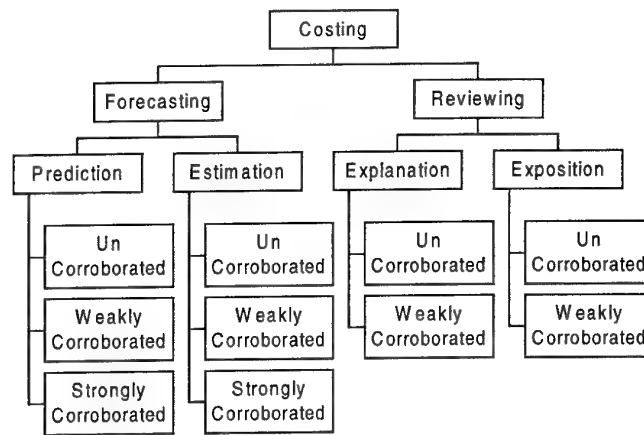 Costing
Forecasting
Reviewing
Prediction
Estimation
Explanation
Exposition
Un
Corroborated
Un
Corroborated
Un
Corroborated
Un
Corroborated
Weakly
Corroborated
Weakly
Corroborated
Weakly
Corroborated
Weakly
Corroborated
Strongly
Corroborated
Strongly
Corroborated